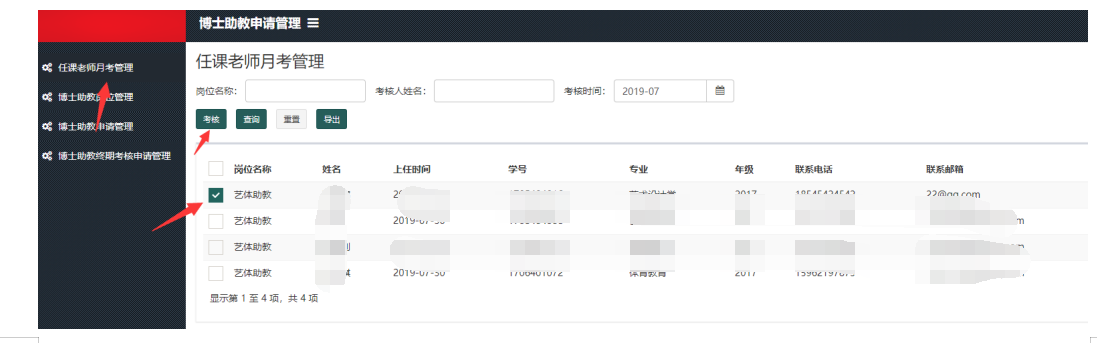 博士助教申请管理
任课老师月考管理
博士助教岗位管理
博士助教申请管理
博士助教终期考核申请管理
任课老师月考管理
岗位名称: 考核人姓名: 考核时间: 2019-07
考核 查询 重置 导出
岗位名称 姓名 上任时间 学号 专业 年级 联系电话 联系邮箱
艺体助教 2017 22@qq.com
艺体助教 2019-07-30
艺体助教
艺体助教 2019-07-30 1706401072 体育教育 2017
显示第 1 至 4 项，共 4 项